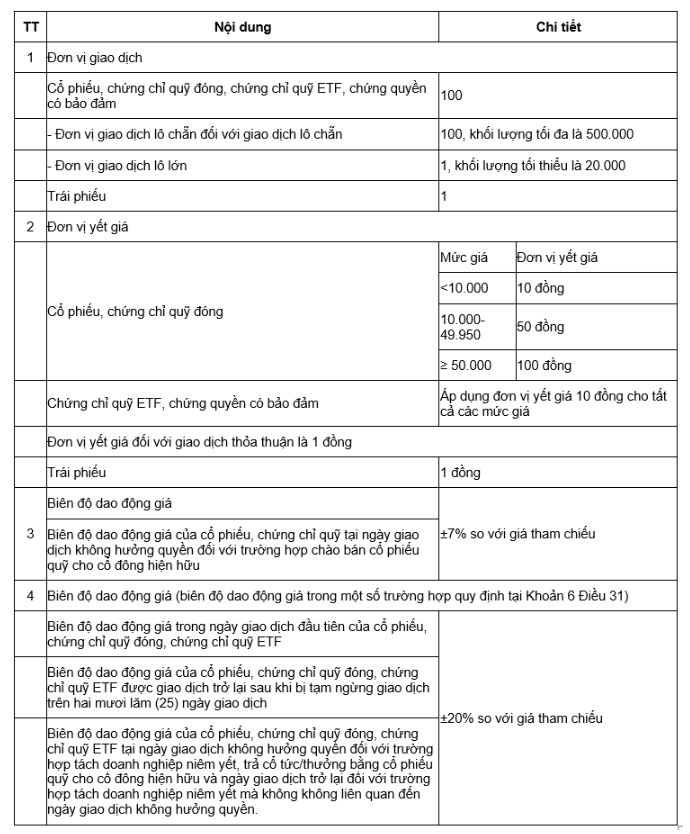 TT Nội dung Chi tiết
1 Đơn vị giao dịch
Cổ phiếu, chứng chỉ quỹ đóng, chứng chỉ quỹ ETF, chứng quyền
có bảo đảm
100
- Đơn vị giao dịch lô chẵn đối với giao dịch lô chẵn
100, khối lượng tối đa là 500.000
- Đơn vị giao dịch lô lớn
1, khối lượng tối thiểu là 20.000
Trái phiếu
1
2 Đơn vị yết giá
Cổ phiếu, chứng chỉ quỹ đóng
Mức giá Đơn vị yết giá
<10.000 10 đồng
10.000-
49.950
50 đồng
≥ 50.000 100 đồng
Chứng chỉ quỹ ETF, chứng quyền có bảo đảm
Áp dụng đơn vị yết giá 10 đồng cho tất
cả các mức giá
Đơn vị yết giá đối với giao dịch thỏa thuận là 1 đồng
Trái phiếu
1 đồng
3
Biên độ dao động giá
Biên độ dao động giá của cổ phiếu, chứng chỉ quỹ tại ngày giao
dịch không hưởng quyền đối với trường hợp chào bán cổ phiếu
quỹ cho cổ đông hiện hữu
±7% so với giá tham chiếu
4 Biên độ dao động giá (biên độ dao động giá trong một số trường hợp quy định tại Khoản 6 Điều 31)
Biên độ dao động giá trong ngày giao dịch đầu tiên của cổ phiếu,
chứng chỉ quỹ đóng, chứng chỉ quỹ ETF
Biên độ dao động giá của cổ phiếu, chứng chỉ quỹ đóng, chứng
chỉ quỹ ETF được giao dịch trở lại sau khi bị tạm ngừng giao dịch
trên hai mươi lăm (25) ngày giao dịch
Biên độ dao động giá của cổ phiếu, chứng chỉ quỹ đóng, chứng
chỉ quỹ ETF tại ngày giao dịch không hưởng quyền đối với trường
hợp tách doanh nghiệp niêm yết, trả cổ tức/thưởng bằng cổ phiếu
quỹ cho cổ đông hiện hữu và ngày giao dịch trở lại đối với trường
hợp tách doanh nghiệp niêm yết mà không không liên quan đến
ngày giao dịch không hưởng quyền.
±20% so với giá tham chiếu